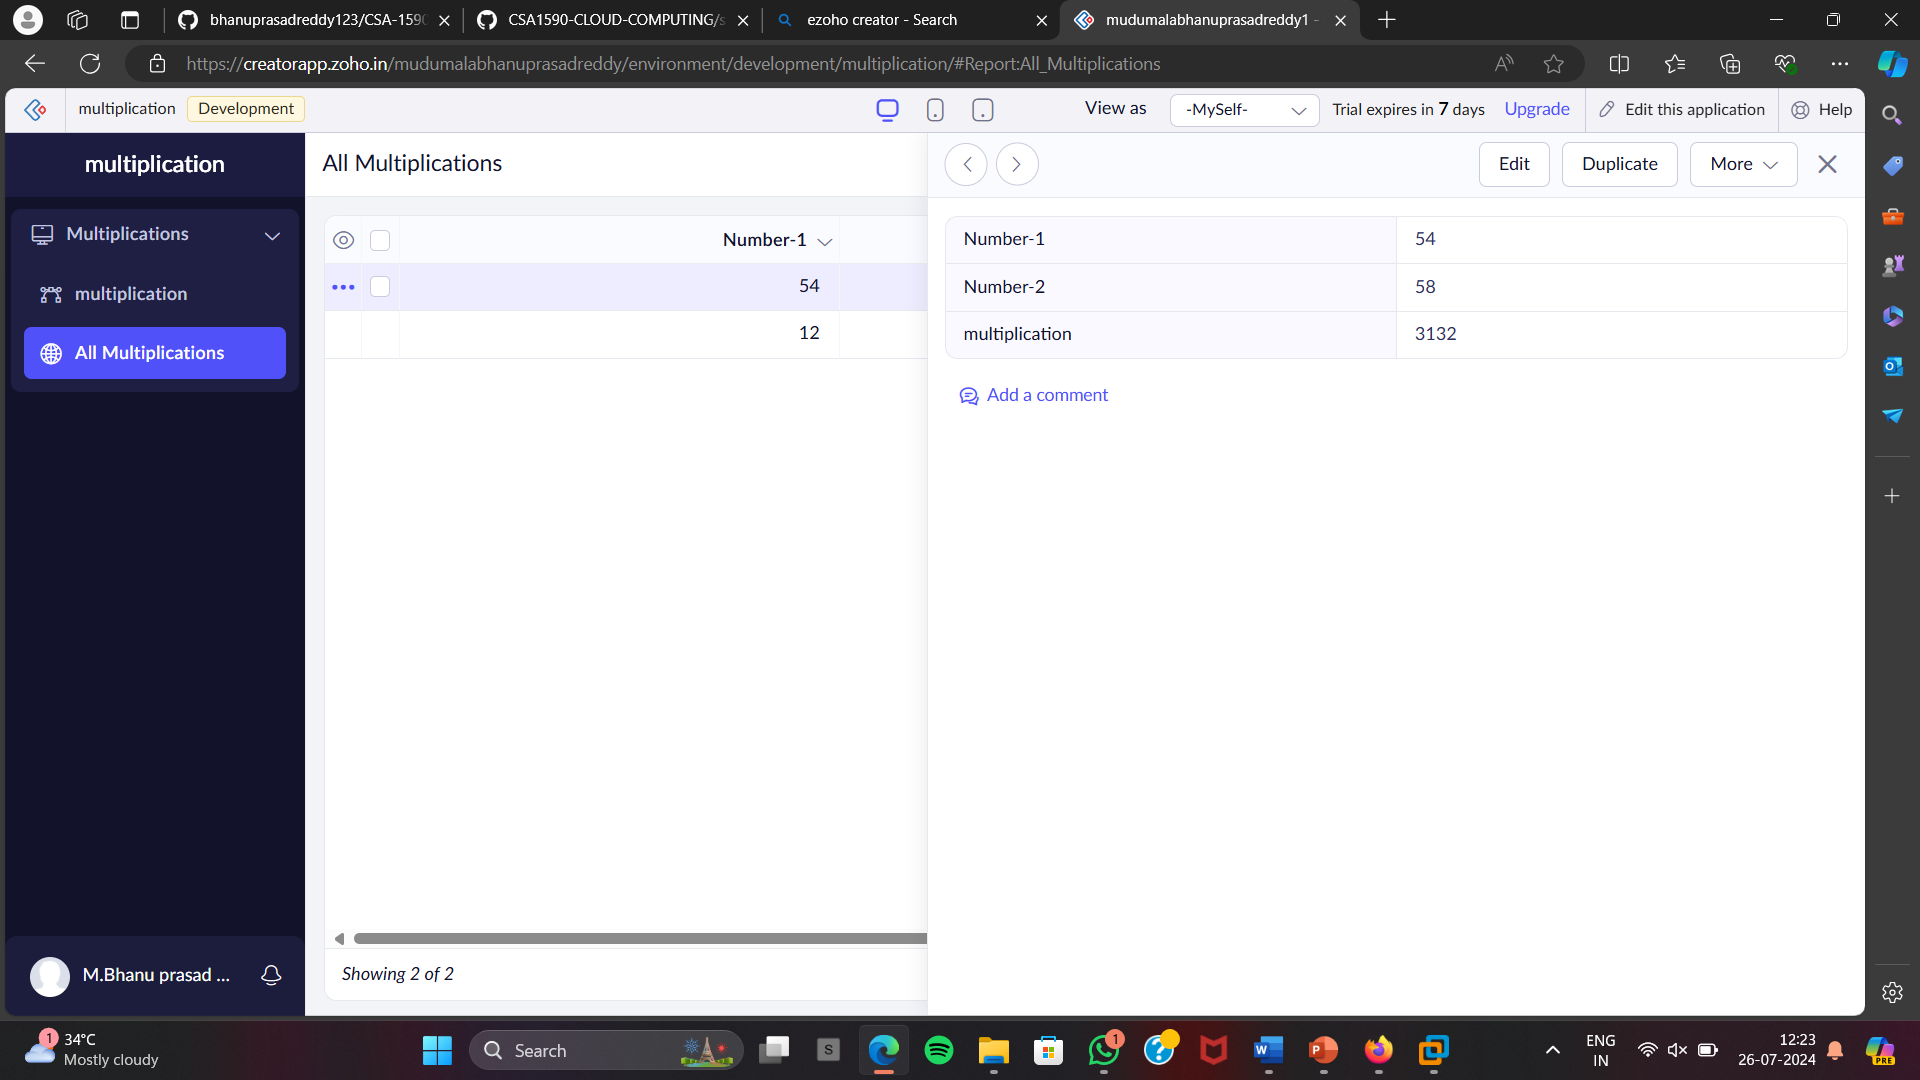 bhanuprasadreddy123/CSA-1590
CSA1590-CLOUD-COMPUTING/s
ezoho creator - Search
mudumalabhanuprasadreddy1 -
https://creatorapp.zoho.in/mudumalabhanuprasadreddy/environment/development/multiplication/#Report:All_Multiplications
multiplication Development
View as -MySelf- Trial expires in 7 days Upgrade Edit this application Help
multiplication
Multiplications
multiplication
All Multiplications
M.Bhanu prasad ...
All Multiplications
Number-1
54
12
Showing 2 of 2
Edit Duplicate More
Number-1 54
Number-2 58
multiplication 3132
Add a comment
1 34°C
Mostly cloudy
Search
S
1
W
P
ENG
IN
12:23
26-07-2024
PRE